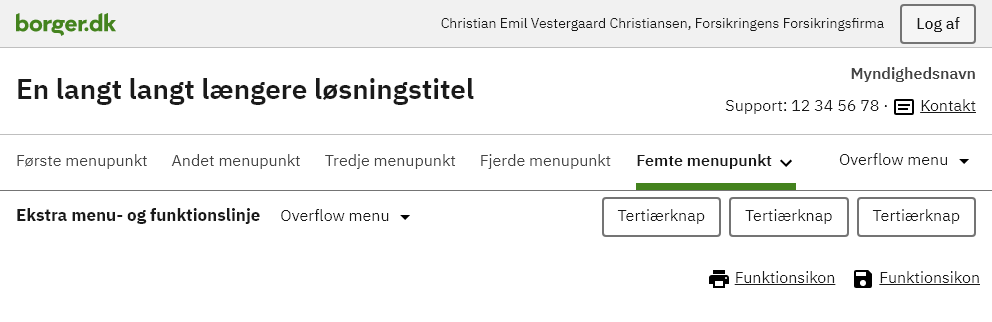 borger.dk Christian Emil Vestergaard Christiansen, Forsikringens Forsikringsfirma Log af
En langt langt længere løsningstitel
Myndighedsnavn
Support: 12 34 56 78 · Kontakt
Første menupunkt Andet menupunkt Tredje menupunkt Fjerde menupunkt Femte menupunkt Overflow menu
Ekstra menu- og funktionslinje Overflow menu Tertiærknap Tertiærknap Tertiærknap
Funktionsikon Funktionsikon